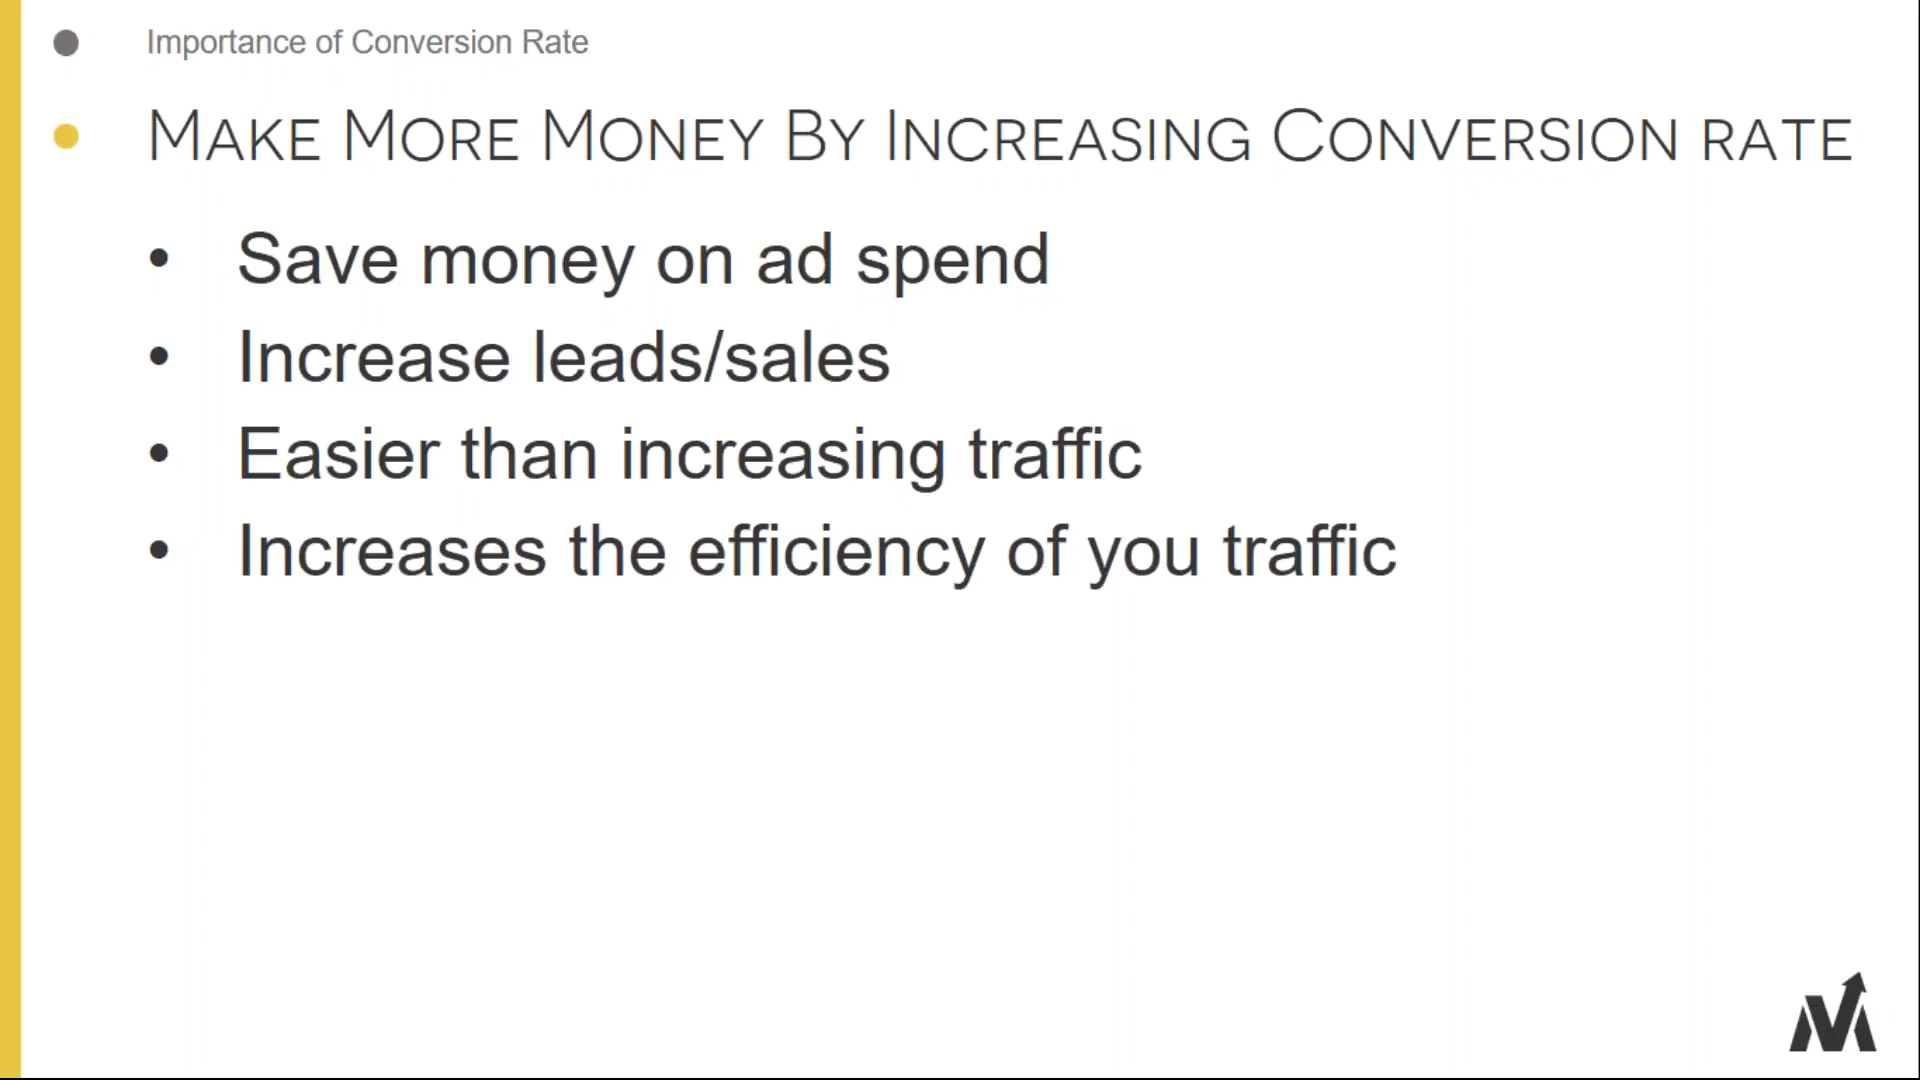 Importance of Conversion Rate
MAKE MORE MONEY BY INCREASING CONVERSION RATE
• Save money on ad spend
• Increase leads/sales
• Easier than increasing traffic
• Increases the efficiency of you traffic